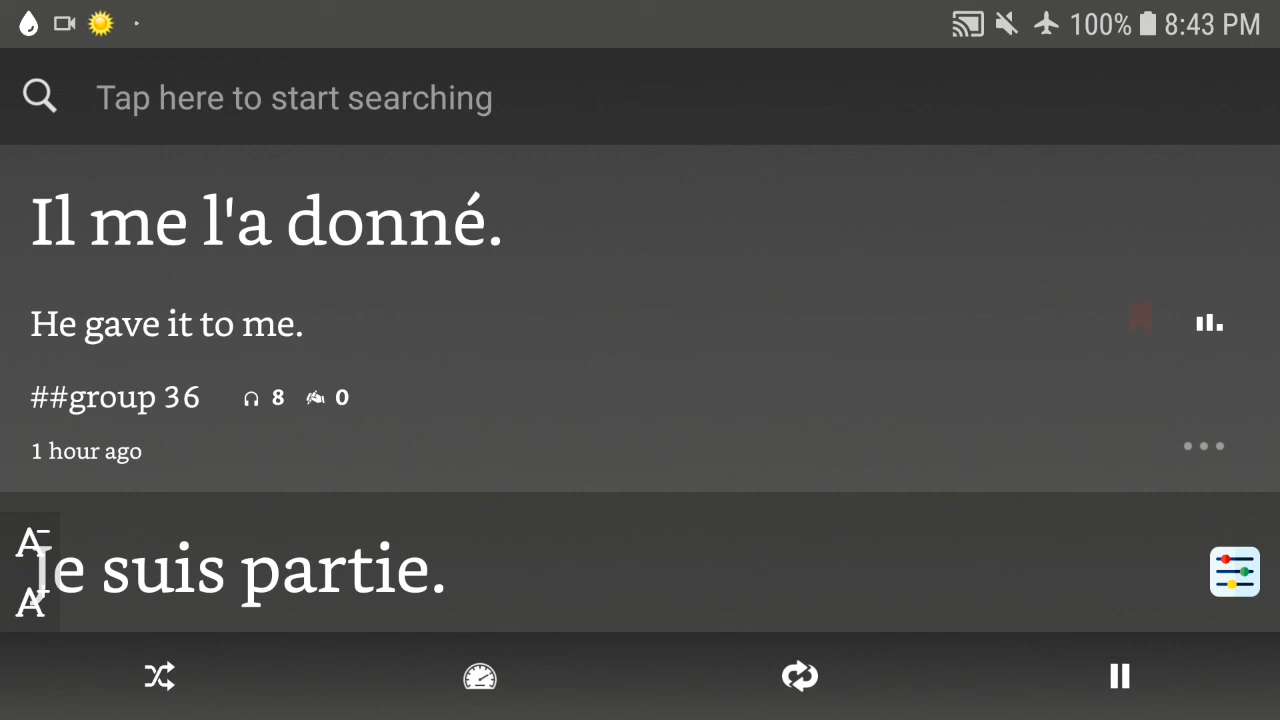 100% 8:43 PM
Tap here to start searching
Il me l'a donné.
He gave it to me.
##group 36 8 0
1 hour ago
A-
Je suis partie.
A+